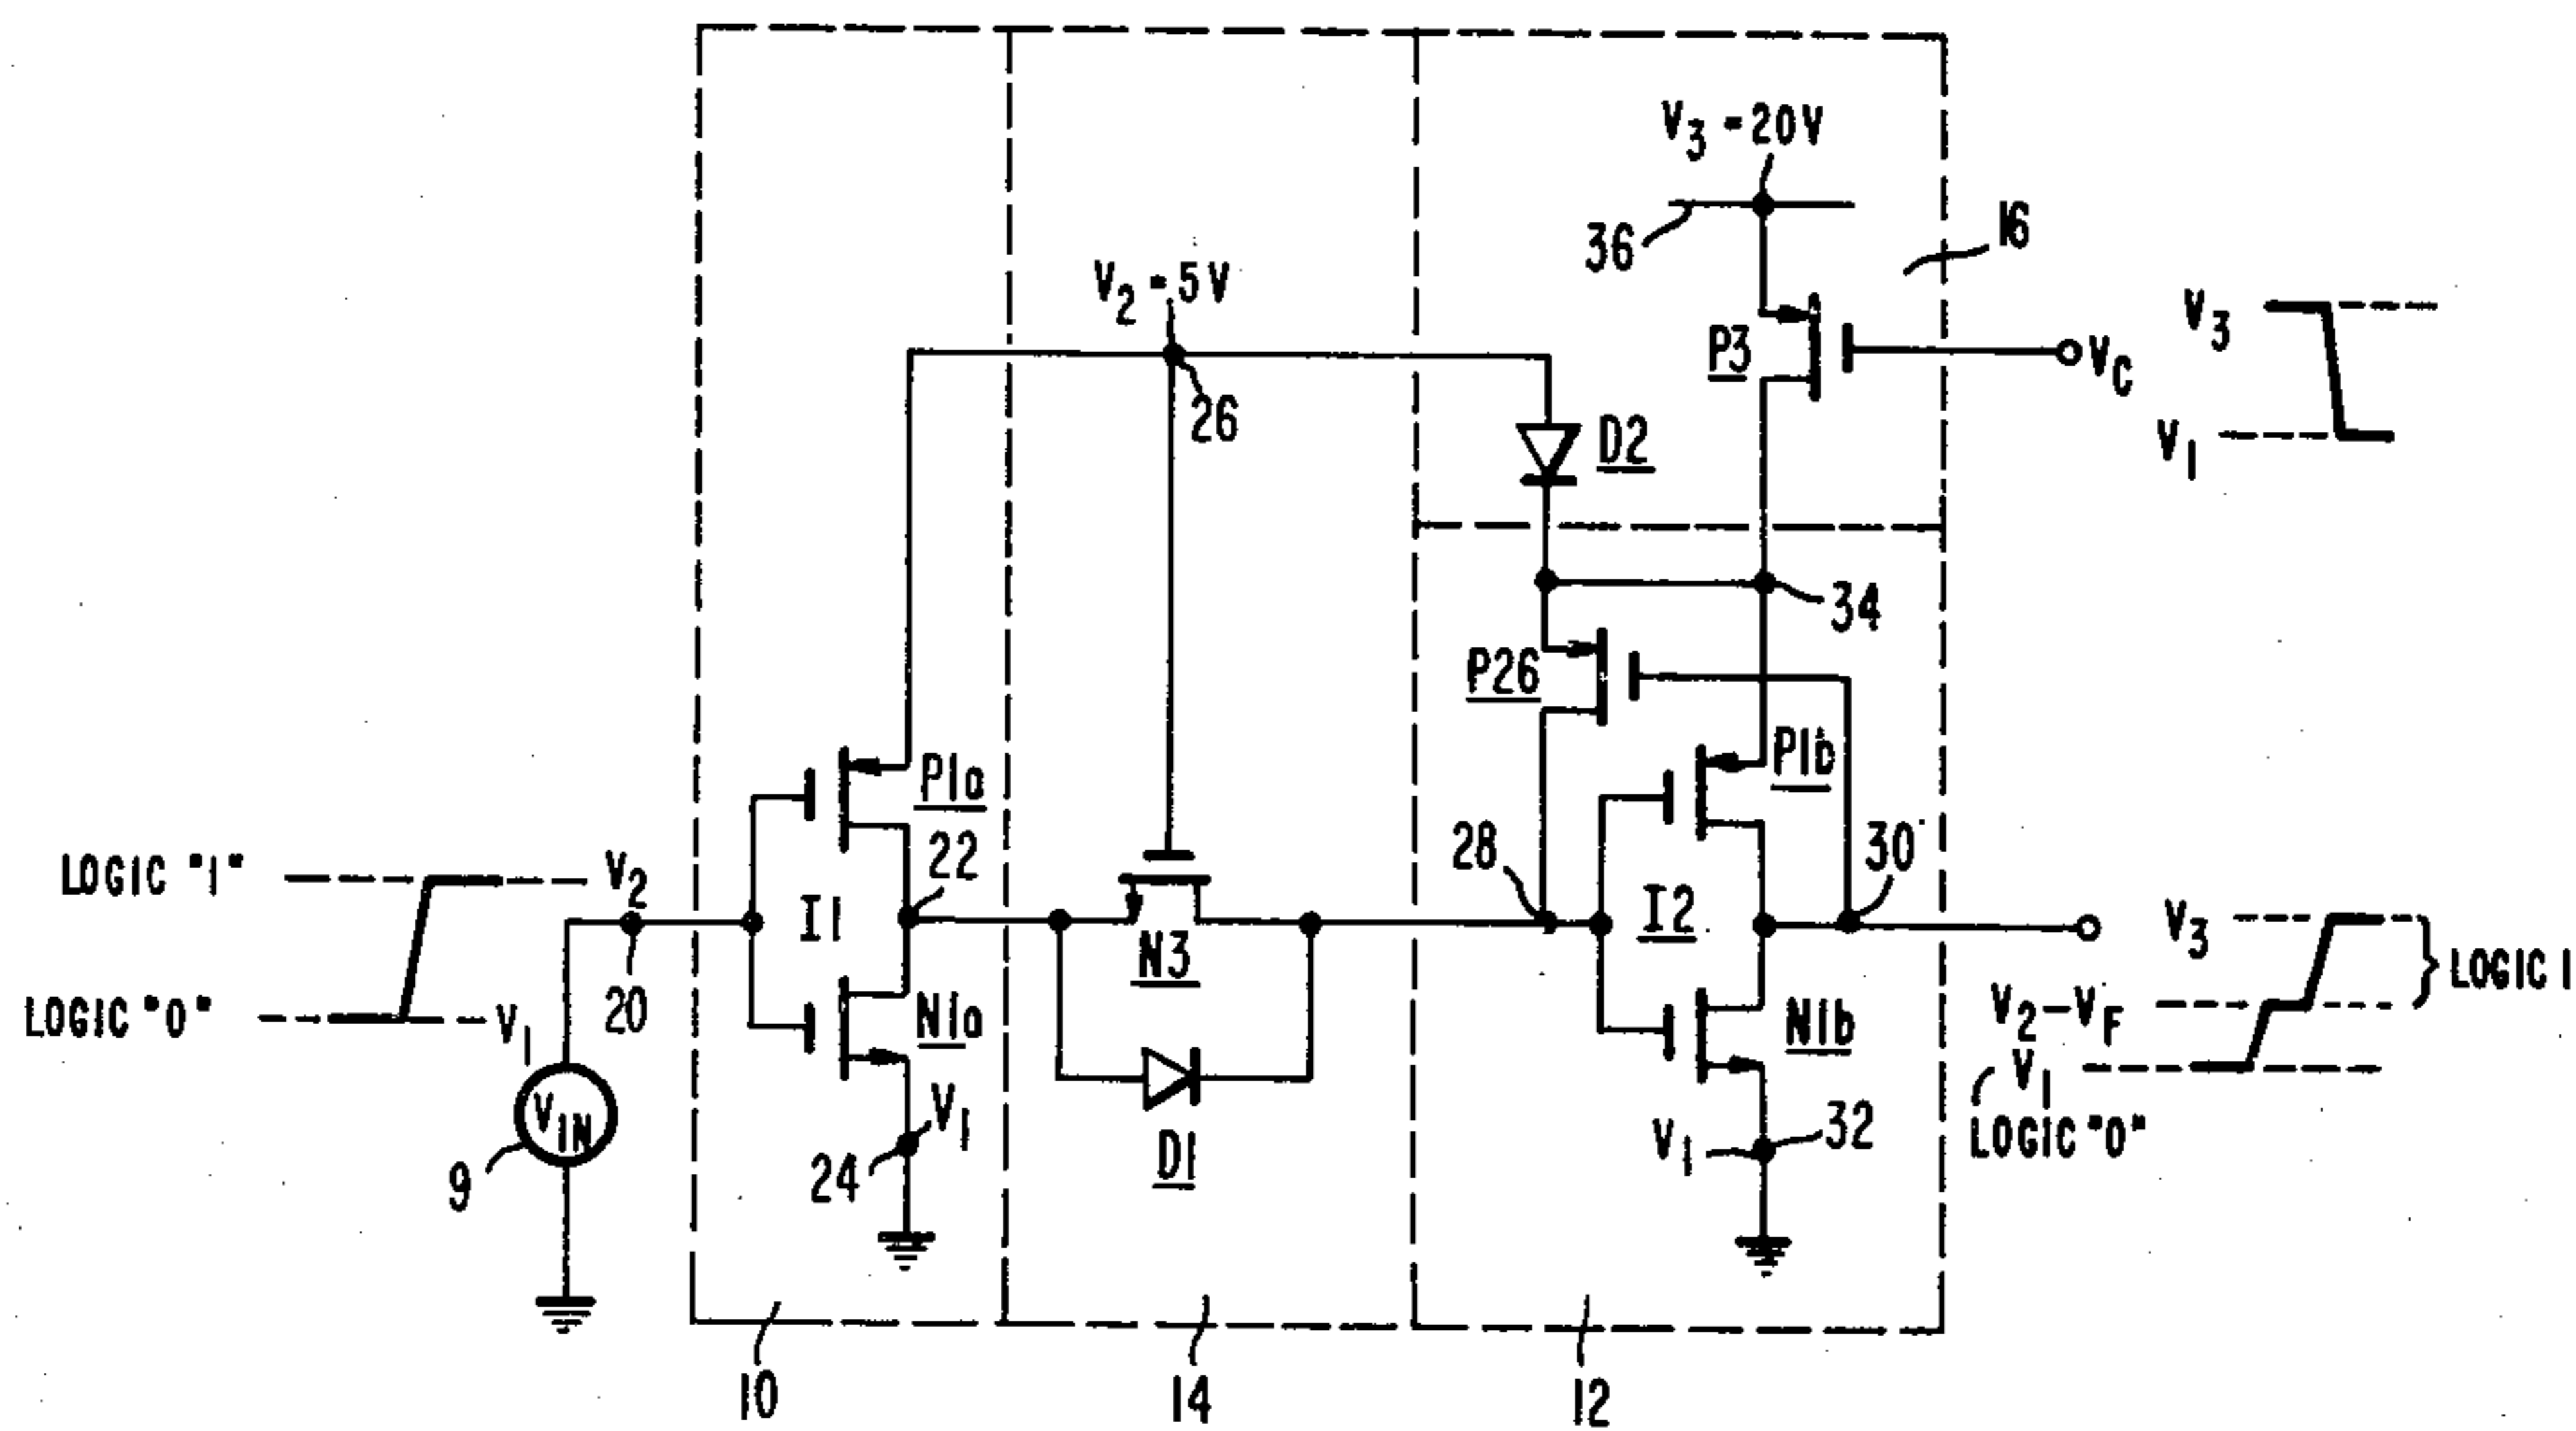 V3 = 20V
36
16
V2 = 5V
V3
P3
VC
26
D2
V1
34
P26
P1a
P1b
22
28
30
LOGIC "1"
V2
I1
I2
V3
LOGIC 1
20
N3
LOGIC "0"
V1
N1a
N1b
V2-VF
V1
VIN
V1
24
D1
V1
32
LOGIC "0"
9
10
14
12